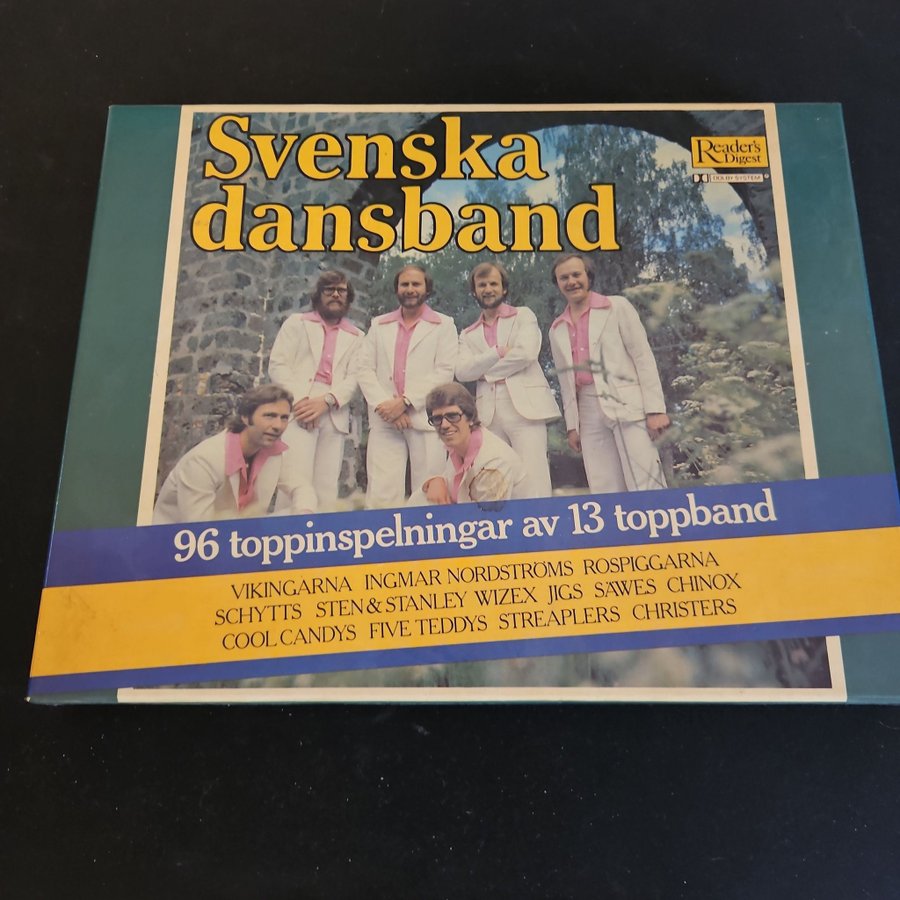 Svenska
dansband
Reader's
Digest
DOLBY SYSTEM
96 toppinspelningar av 13 toppband
VIKINGARNA INGMAR NORDSTRÖMS ROSPIGGARNA
SCHYTTS STEN & STANLEY WIZEX JIGS SÄWES CHINOX
COOL CANDYS FIVE TEDDYS STREAPLERS CHRISTERS